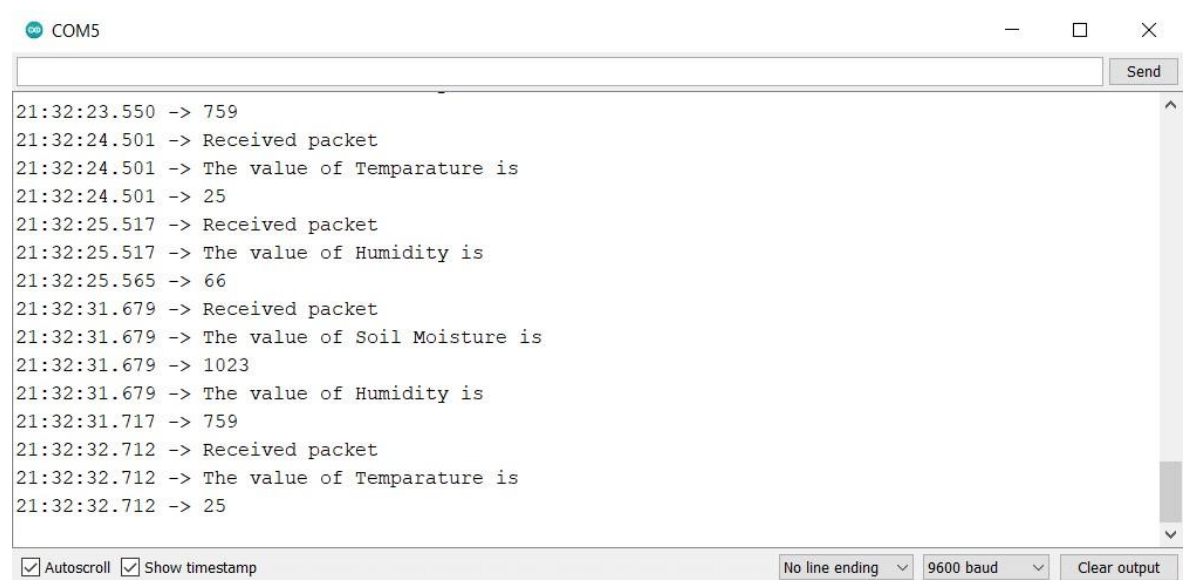 COM5
Send
21:32:23.550 -> 759
21:32:24.501 -> Received packet
21:32:24.501 -> The value of Temparature is
21:32:24.501 -> 25
21:32:25.517 -> Received packet
21:32:25.517 -> The value of Humidity is
21:32:25.565 -> 66
21:32:31.679 -> Received packet
21:32:31.679 -> The value of Soil Moisture is
21:32:31.679 -> 1023
21:32:31.679 -> The value of Humidity is
21:32:31.717 -> 759
21:32:32.712 -> Received packet
21:32:32.712 -> The value of Temparature is
21:32:32.712 -> 25
Autoscroll Show timestamp No line ending 9600 baud Clear output